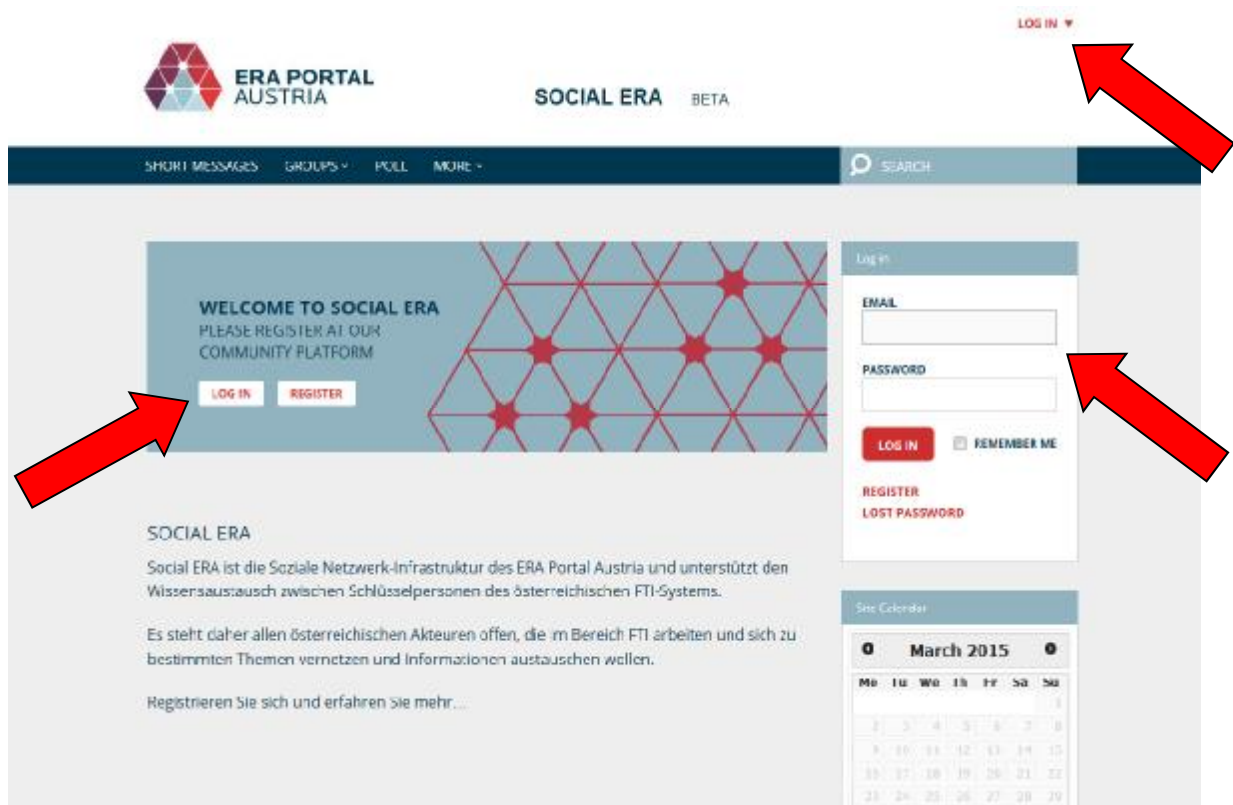 LOG IN ▼
ERA PORTAL
AUSTRIA
SOCIAL ERA BETA
SHORT MESSAGES GROUPS POLL MORE
SEARCH
WELCOME TO SOCIAL ERA
PLEASE REGISTER AT OUR
COMMUNITY PLATFORM
LOG IN REGISTER
Log in
EMAIL
PASSWORD
LOG IN REMEMBER ME
REGISTER
LOST PASSWORD
SOCIAL ERA
Social ERA ist die Soziale Netzwerk-Infrastruktur des ERA Portal Austria und unterstützt den
Wissensaustausch zwischen Schlüsselpersonen des österreichischen FTI-Systems.
Es steht daher allen österreichischen Akteuren offen, die im Bereich FTI arbeiten und sich zu
bestimmten Themen vernetzen und Informationen austauschen wollen.
Registrieren Sie sich und erfahren Sie mehr...
Site Calendar
March 2015
Mo Tu We Th Fr Sa Su
1
2 3 4 5 6 7 8
9 10 11 12 13 14 15
16 17 18 19 20 21 22
23 24 25 26 27 28 29